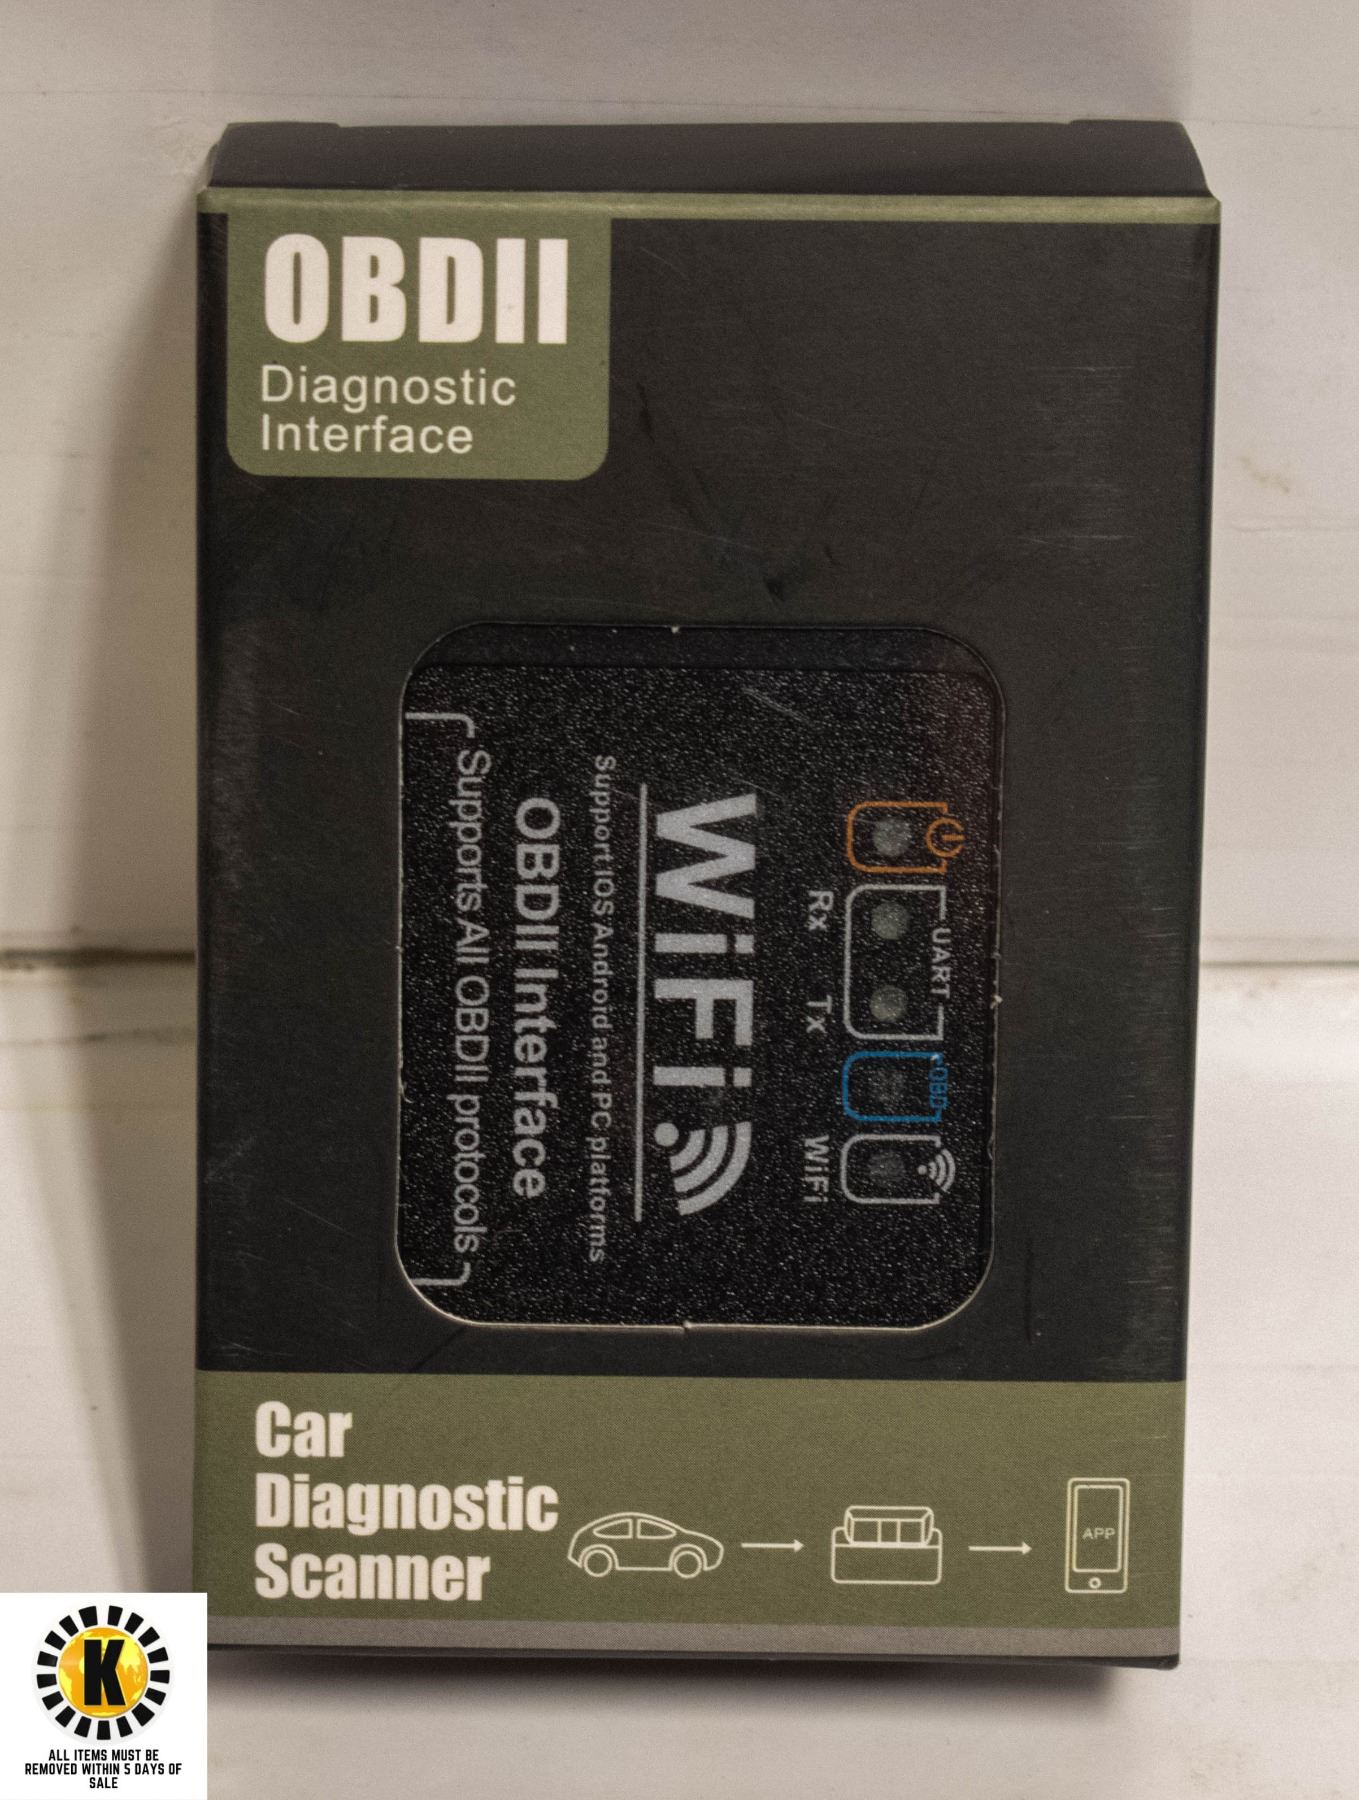 OBDII
Diagnostic
Interface
UART
Rx Tx
OBD
WiFi
WiFi
Support iOS Android and PC platforms
OBDII Interface
Supports All OBDII protocols
Car
Diagnostic
Scanner
APP
K
ALL ITEMS MUST BE
REMOVED WITHIN 5 DAYS OF
SALE